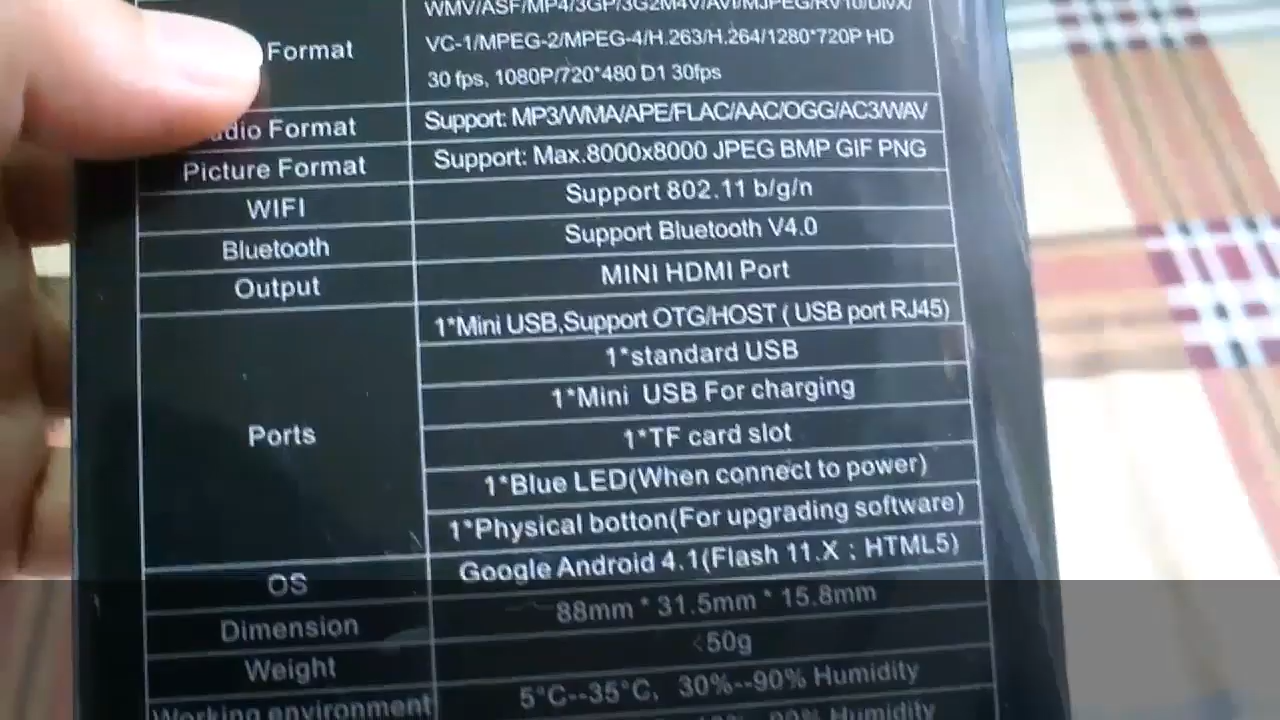 WMV/ASF/MP4/3GP/3G2M4V/AVI/MJPEG/RV10/DIVX/
Format
VC-1/MPEG-2/MPEG-4/H.263/H.264/1280*720P HD
30 fps, 1080P/720*480 D1 30fps
Format Support: MP3/WMA/APE/FLAC/AAC/OGG/AC3/WAV
Picture Format Support: Max.8000x8000 JPEG BMP GIF PNG
WIFI Support 802.11 b/g/n
Bluetooth Support Bluetooth V4.0
Output MINI HDMI Port
Ports
1*Mini USB,Support OTG/HOST ( USB port RJ45)
1*standard USB
1*Mini USB For charging
1*TF card slot
1*Blue LED(When connect to power)
1*Physical botton(For upgrading software)
OS Google Android 4.1(Flash 11.X ; HTML5)
Dimension 88mm * 31.5mm * 15.8mm
Weight <50g
Working environment 5°C--35°C, 30%--90% Humidity
Humidity